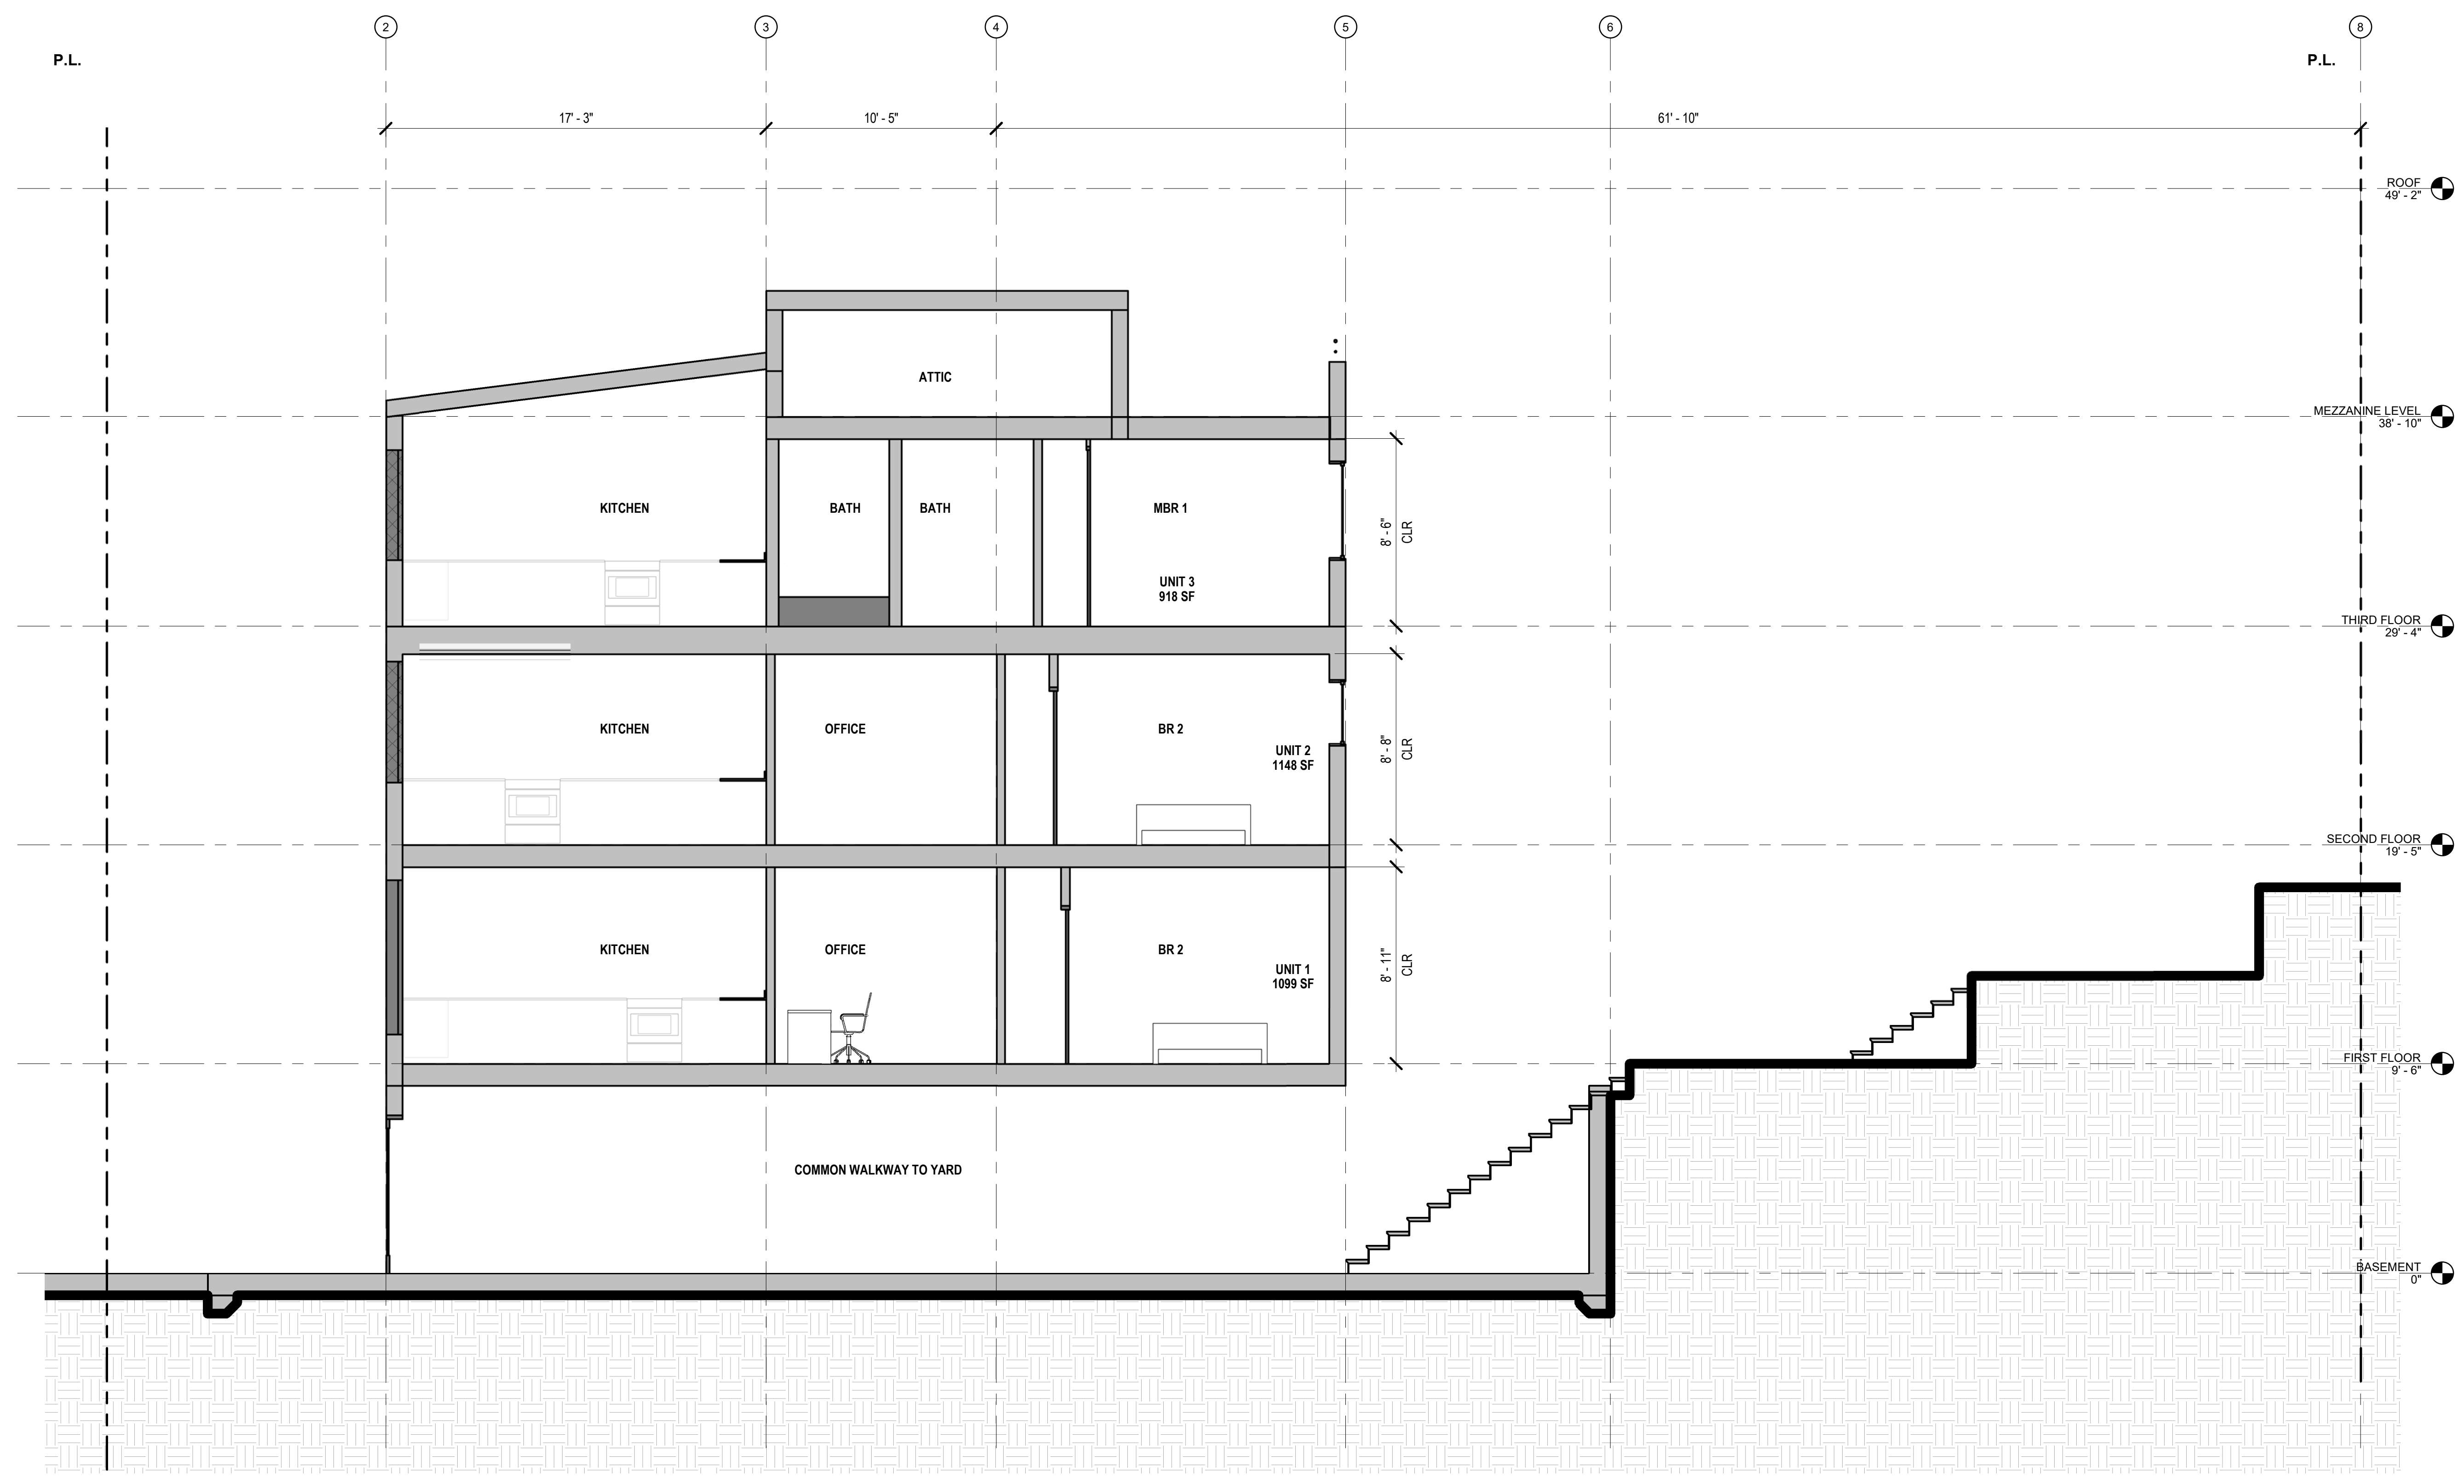 2 3 4 5 6 8
P.L. P.L.
17' - 3" 10' - 5" 61' - 10"
ROOF
49' - 2"
ATTIC
MEZZANINE LEVEL
38' - 10"
KITCHEN BATH BATH MBR 1
8' - 6"
CLR
UNIT 3
918 SF
THIRD FLOOR
29' - 4"
KITCHEN OFFICE BR 2
8' - 8"
CLR
UNIT 2
1148 SF
SECOND FLOOR
19' - 5"
KITCHEN OFFICE BR 2
8' - 11"
CLR
UNIT 1
1099 SF
FIRST FLOOR
9' - 6"
COMMON WALKWAY TO YARD
BASEMENT
0"